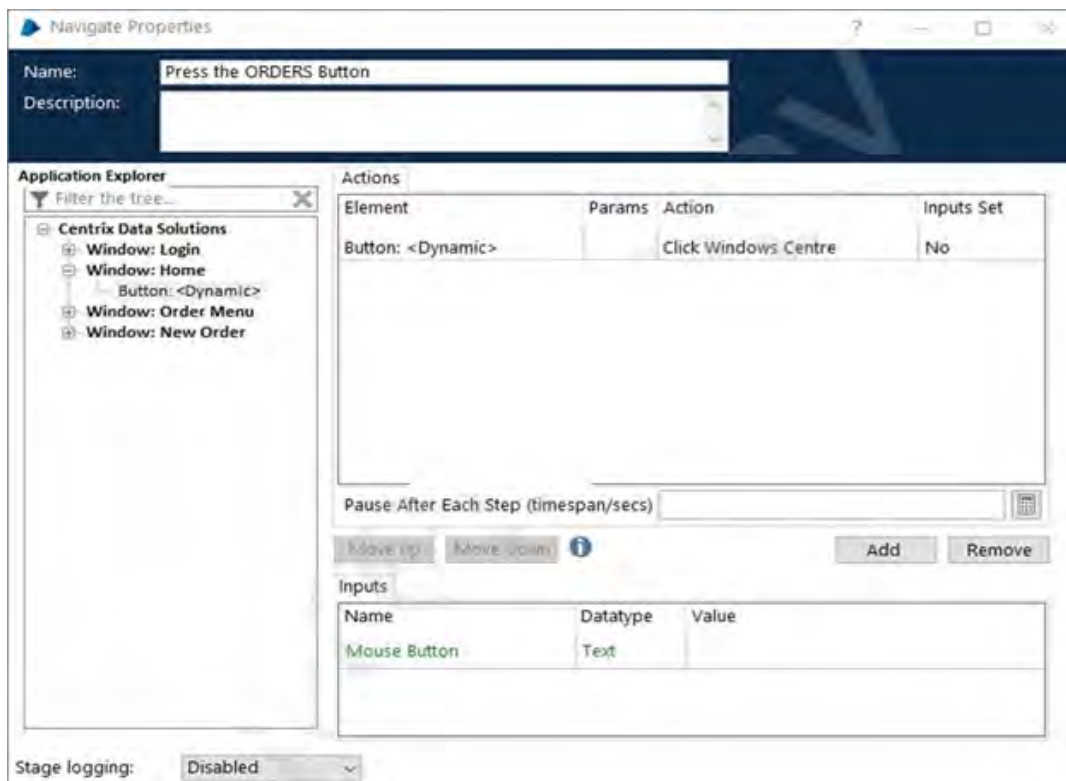 Navigate Properties
?
Name: Press the ORDERS Button
Description:
Application Explorer
Filter the tree...
Centrix Data Solutions
Window: Login
Window: Home
Button: <Dynamic>
Window: Order Menu
Window: New Order
Actions
Element Params Action Inputs Set
Button: <Dynamic> Click Windows Centre No
Pause After Each Step (timespan/secs)
Move Up Move Down Add Remove
Inputs
Name Datatype Value
Mouse Button Text
Stage logging: Disabled